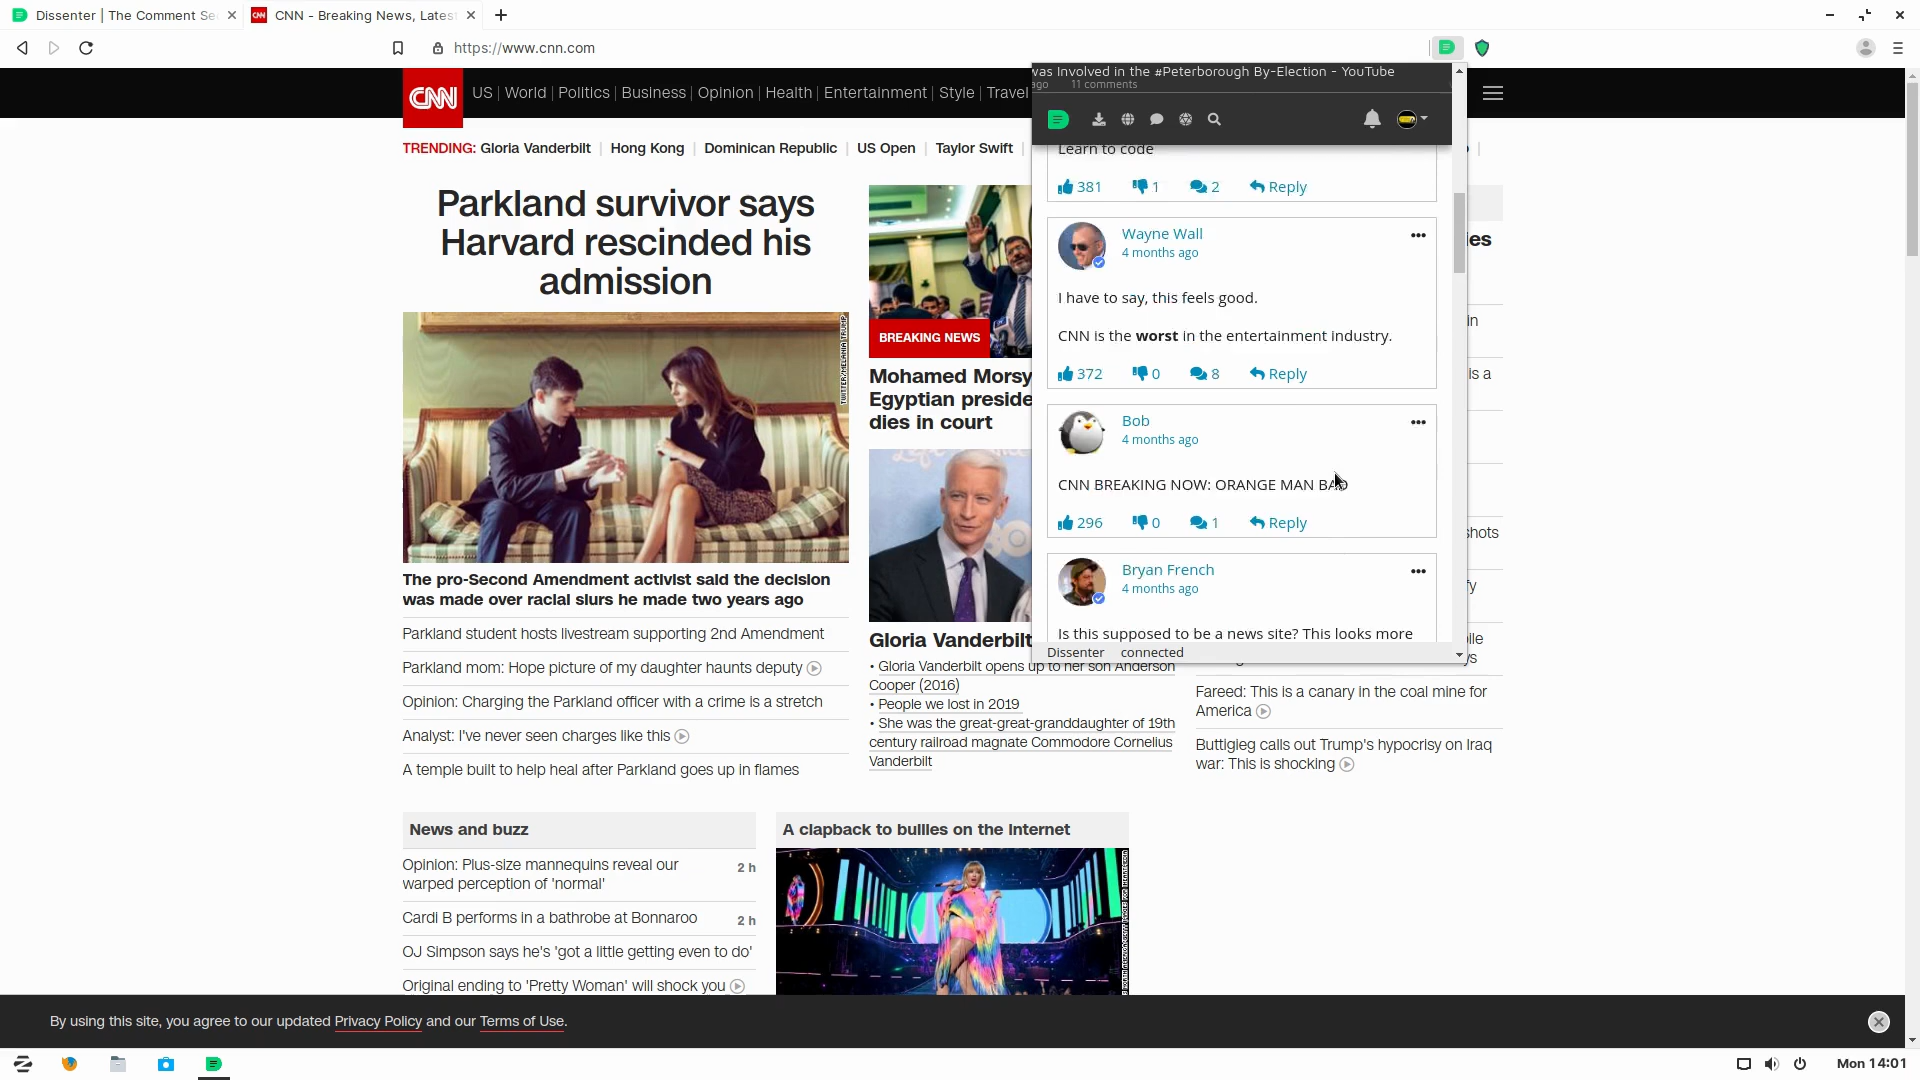 Dissenter | The Comment Se
CNN - Breaking News, Lates
https://www.cnn.com
CNN
US | World | Politics | Business | Opinion | Health | Entertainment | Style | Travel
TRENDING: Gloria Vanderbilt | Hong Kong | Dominican Republic | US Open | Taylor Swift
Parkland survivor says
Harvard rescinded his
admission
TWITTER/MELANIA TRUMP
The pro-Second Amendment activist said the decision
was made over racial slurs he made two years ago
Parkland student hosts livestream supporting 2nd Amendment
Parkland mom: Hope picture of my daughter haunts deputy
Opinion: Charging the Parkland officer with a crime is a stretch
Analyst: I've never seen charges like this
A temple built to help heal after Parkland goes up in flames
BREAKING NEWS
Mohamed Morsy
Egyptian preside
dies in court
Gloria Vanderbilt
• Gloria Vanderbilt opens up to her son Anderson
Cooper (2016)
• People we lost in 2019
• She was the great-great-granddaughter of 19th
century railroad magnate Commodore Cornelius
Vanderbilt
was Involved in the #Peterborough By-Election - YouTube
ago 11 comments
Learn to code
381 1 2 Reply
Wayne Wall
4 months ago
I have to say, this feels good.
CNN is the worst in the entertainment industry.
372 0 8 Reply
Bob
4 months ago
CNN BREAKING NOW: ORANGE MAN BAD
296 0 1 Reply
Bryan French
4 months ago
Is this supposed to be a news site? This looks more
Dissenter connected
les
in
is a
shots
fy
ile
ys
Fareed: This is a canary in the coal mine for
America
Buttigieg calls out Trump's hypocrisy on Iraq
war: This is shocking
News and buzz
Opinion: Plus-size mannequins reveal our
warped perception of 'normal'
2 h
Cardi B performs in a bathrobe at Bonnaroo
2 h
OJ Simpson says he's 'got a little getting even to do'
Original ending to 'Pretty Woman' will shock you
A clapback to bullies on the internet
By using this site, you agree to our updated Privacy Policy and our Terms of Use.
Mon 14:01